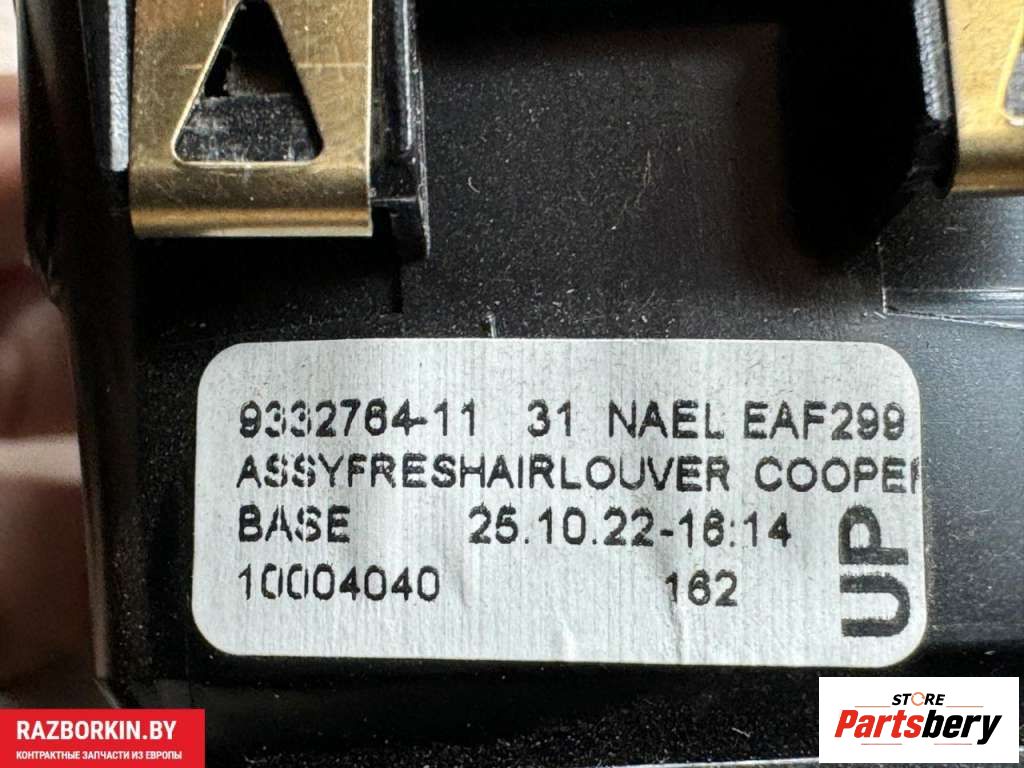 9332764-11 31 NAEL EAF299
ASSYFRESHAIRLOUVER COOPER
BASE 25.10.22-16:14
10004040 162
UP
RAZBORKIN.BY
КОНТРАКТНЫЕ ЗАПЧАСТИ ИЗ ЕВРОПЫ
STORE
Partsbery